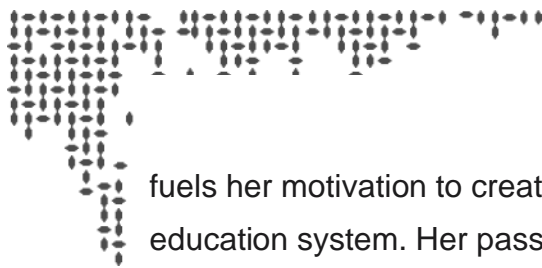 fuels her motivation to creat
education system. Her pass